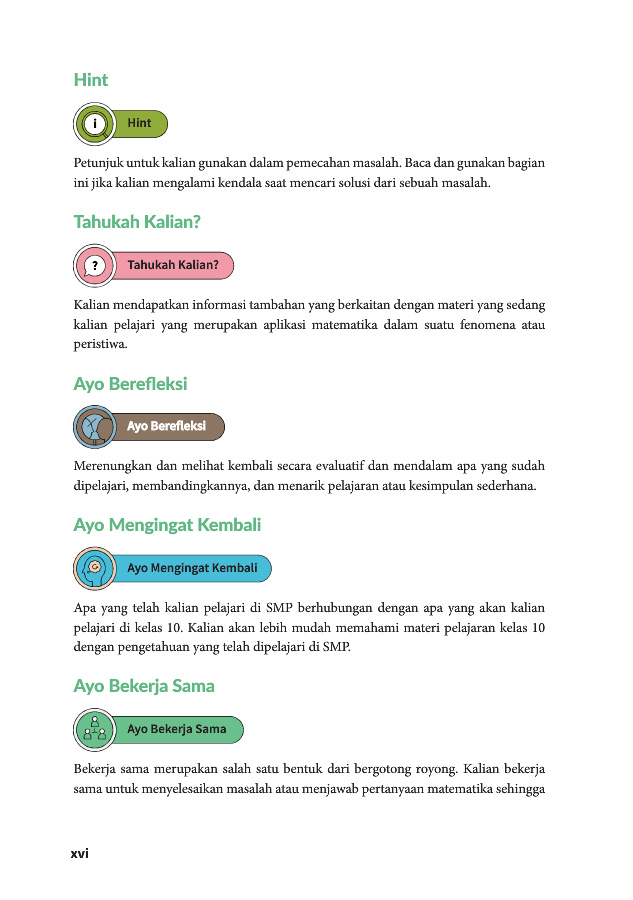 Hint
i
Hint
Petunjuk untuk kalian gunakan dalam pemecahan masalah. Baca dan gunakan bagian
ini jika kalian mengalami kendala saat mencari solusi dari sebuah masalah.
Tahukah Kalian?
?
Tahukah Kalian?
Kalian mendapatkan informasi tambahan yang berkaitan dengan materi yang sedang
kalian pelajari yang merupakan aplikasi matematika dalam suatu fenomena atau
peristiwa.
Ayo Berefleksi
Ayo Berefleksi
Merenungkan dan melihat kembali secara evaluatif dan mendalam apa yang sudah
dipelajari, membandingkannya, dan menarik pelajaran atau kesimpulan sederhana.
Ayo Mengingat Kembali
Ayo Mengingat Kembali
Apa yang telah kalian pelajari di SMP berhubungan dengan apa yang akan kalian
pelajari di kelas 10. Kalian akan lebih mudah memahami materi pelajaran kelas 10
dengan pengetahuan yang telah dipelajari di SMP.
Ayo Bekerja Sama
Ayo Bekerja Sama
Bekerja sama merupakan salah satu bentuk dari bergotong royong. Kalian bekerja
sama untuk menyelesaikan masalah atau menjawab pertanyaan matematika sehingga
xvi